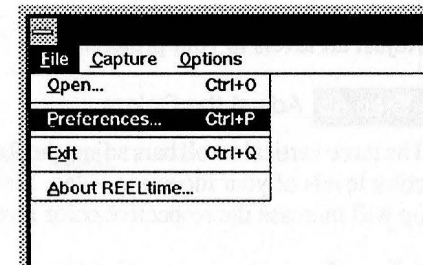 File Capture Options
Open... Ctrl+O
Preferences... Ctrl+P
Exit Ctrl+Q
About REELtime...